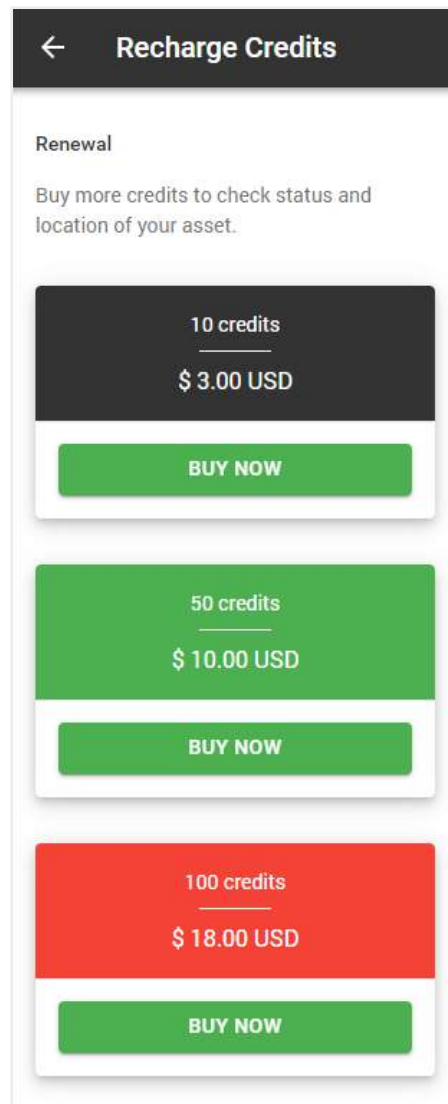 Recharge Credits
Renewal
Buy more credits to check status and
location of your asset.
10 credits
$ 3.00 USD
BUY NOW
50 credits
$ 10.00 USD
BUY NOW
100 credits
$ 18.00 USD
BUY NOW